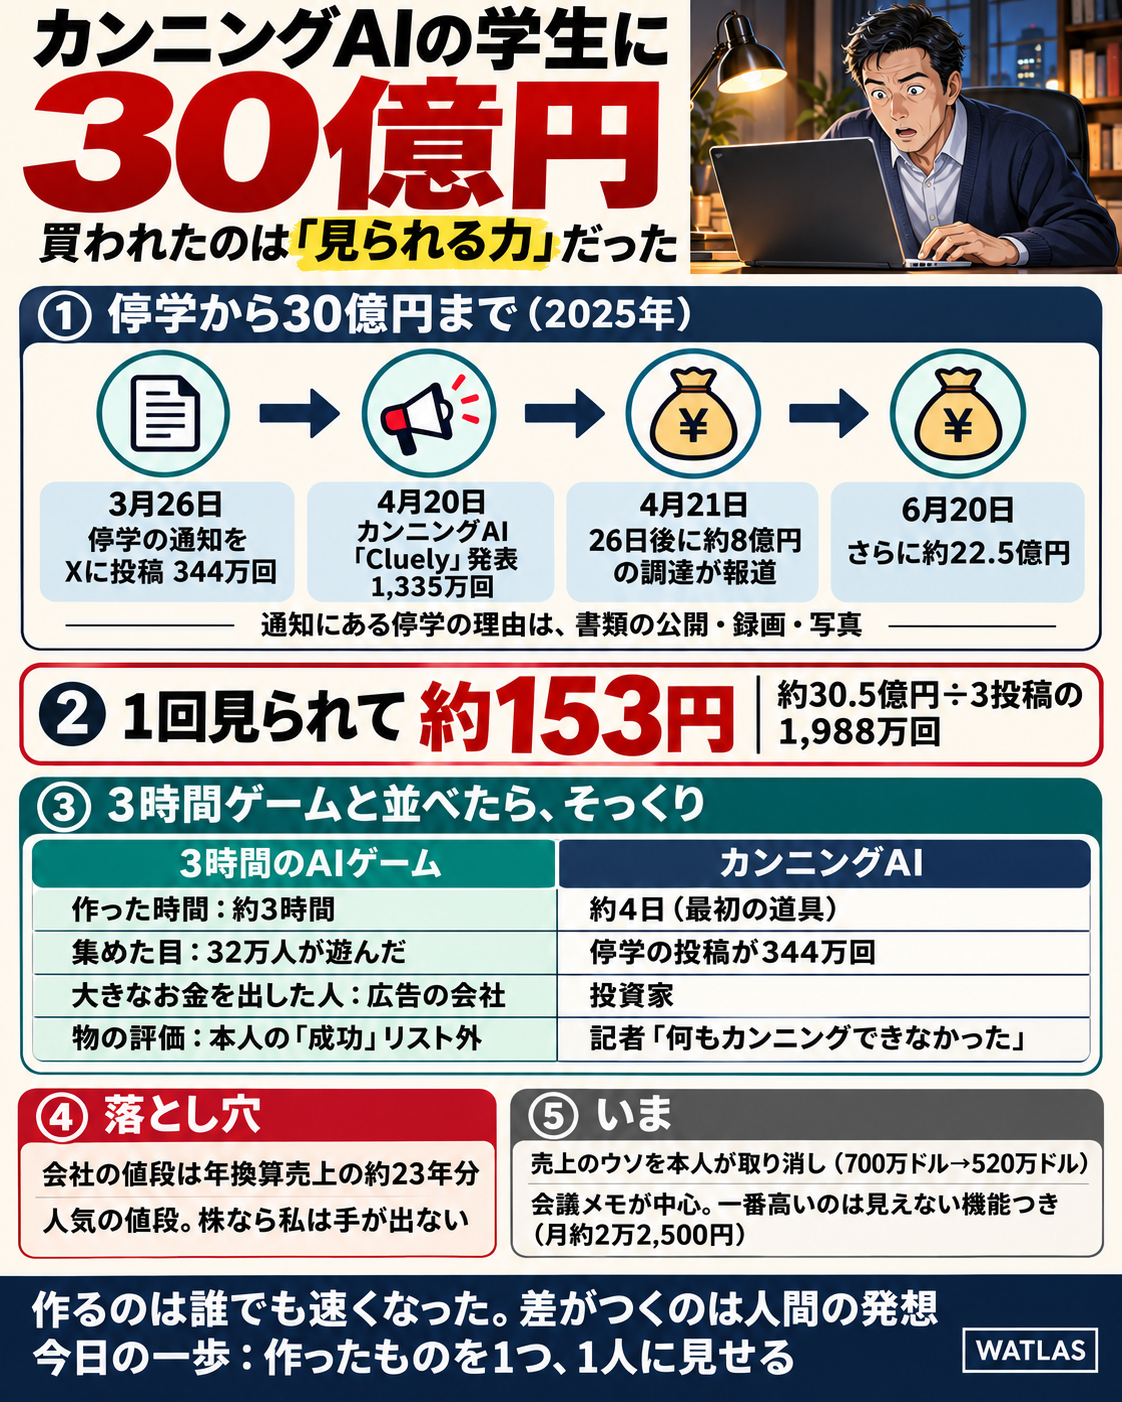 カンニングAIの学生に
30億円
買われたのは「見られる力」だった
① 停学から30億円まで（2025年）
3月26日
停学の通知を
Xに投稿 344万回
4月20日
カンニングAI
「Cluely」発表
1,335万回
4月21日
26日後に約8億円
の調達が報道
6月20日
さらに約22.5億円
通知にある停学の理由は、書類の公開・録画・写真
2 1回見られて 約153円
約30.5億円÷3投稿の
1,988万回
③ 3時間ゲームと並べたら、そっくり
3時間のAIゲーム
カンニングAI
作った時間：約3時間
約4日（最初の道具）
集めた目：32万人が遊んだ
停学の投稿が344万回
大きなお金を出した人：広告の会社
投資家
物の評価：本人の「成功」リスト外
記者「何もカンニングできなかった」
④ 落とし穴
会社の値段は年換算売上の約23年分
人気の値段。株なら私は手が出ない
⑤ いま
売上のウソを本人が取り消し（700万ドル→520万ドル）
会議メモが中心。一番高いのは見えない機能つき
（月約2万2,500円）
作るのは誰でも速くなった。差がつくのは人間の発想
今日の一歩：作ったものを1つ、1人に見せる
WATLAS